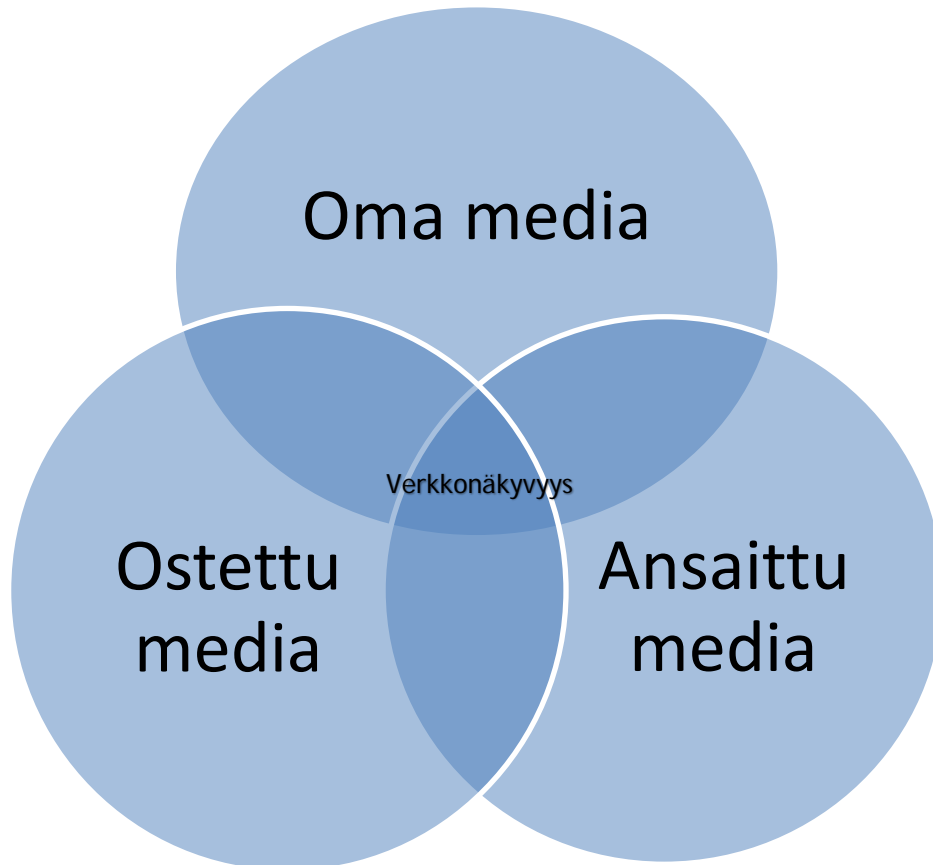 Oma media
Verkkonäkyvyys
Ostettu
media
Ansaittu
media